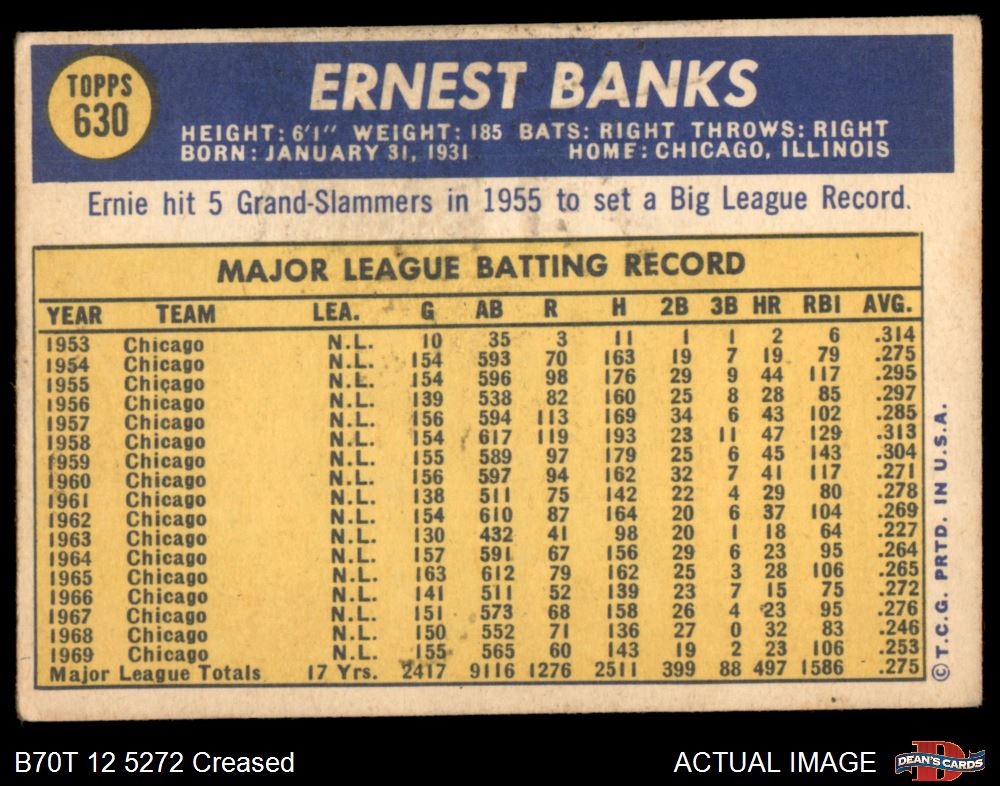 TOPPS
630
ERNEST BANKS
HEIGHT: 6'1" WEIGHT: 185 BATS: RIGHT THROWS: RIGHT
BORN: JANUARY 31, 1931 HOME: CHICAGO, ILLINOIS
Ernie hit 5 Grand-Slammers in 1955 to set a Big League Record.
MAJOR LEAGUE BATTING RECORD
YEAR TEAM LEA. G AB R H 2B 3B HR RBI AVG.
1953 Chicago N.L. 10 35 3 11 1 1 2 6 .314
1954 Chicago N.L. 154 593 70 163 19 7 19 79 .275
1955 Chicago N.L. 154 596 98 176 29 9 44 117 .295
1956 Chicago N.L. 139 538 82 160 25 8 28 85 .297
1957 Chicago N.L. 156 594 113 169 34 6 43 102 .285
1958 Chicago N.L. 154 617 119 193 23 11 47 129 .313
1959 Chicago N.L. 155 589 97 179 25 6 45 143 .304
1960 Chicago N.L. 156 597 94 162 32 7 41 117 .271
1961 Chicago N.L. 138 511 75 142 22 4 29 80 .278
1962 Chicago N.L. 154 610 87 164 20 6 37 104 .269
1963 Chicago N.L. 130 432 41 98 20 1 18 64 .227
1964 Chicago N.L. 157 591 67 156 29 6 23 95 .264
1965 Chicago N.L. 163 612 79 162 25 3 28 106 .265
1966 Chicago N.L. 141 511 52 139 23 7 15 75 .272
1967 Chicago N.L. 151 573 68 158 26 4 23 95 .276
1968 Chicago N.L. 150 552 71 136 27 0 32 83 .246
1969 Chicago N.L. 155 565 60 143 19 2 23 106 .253
Major League Totals 17 Yrs. 2417 9116 1276 2511 399 88 497 1586 .275
© T.C.G. PRTD. IN U.S.A.
B70T 12 5272 Creased
ACTUAL IMAGE
DEAN'S CARDS